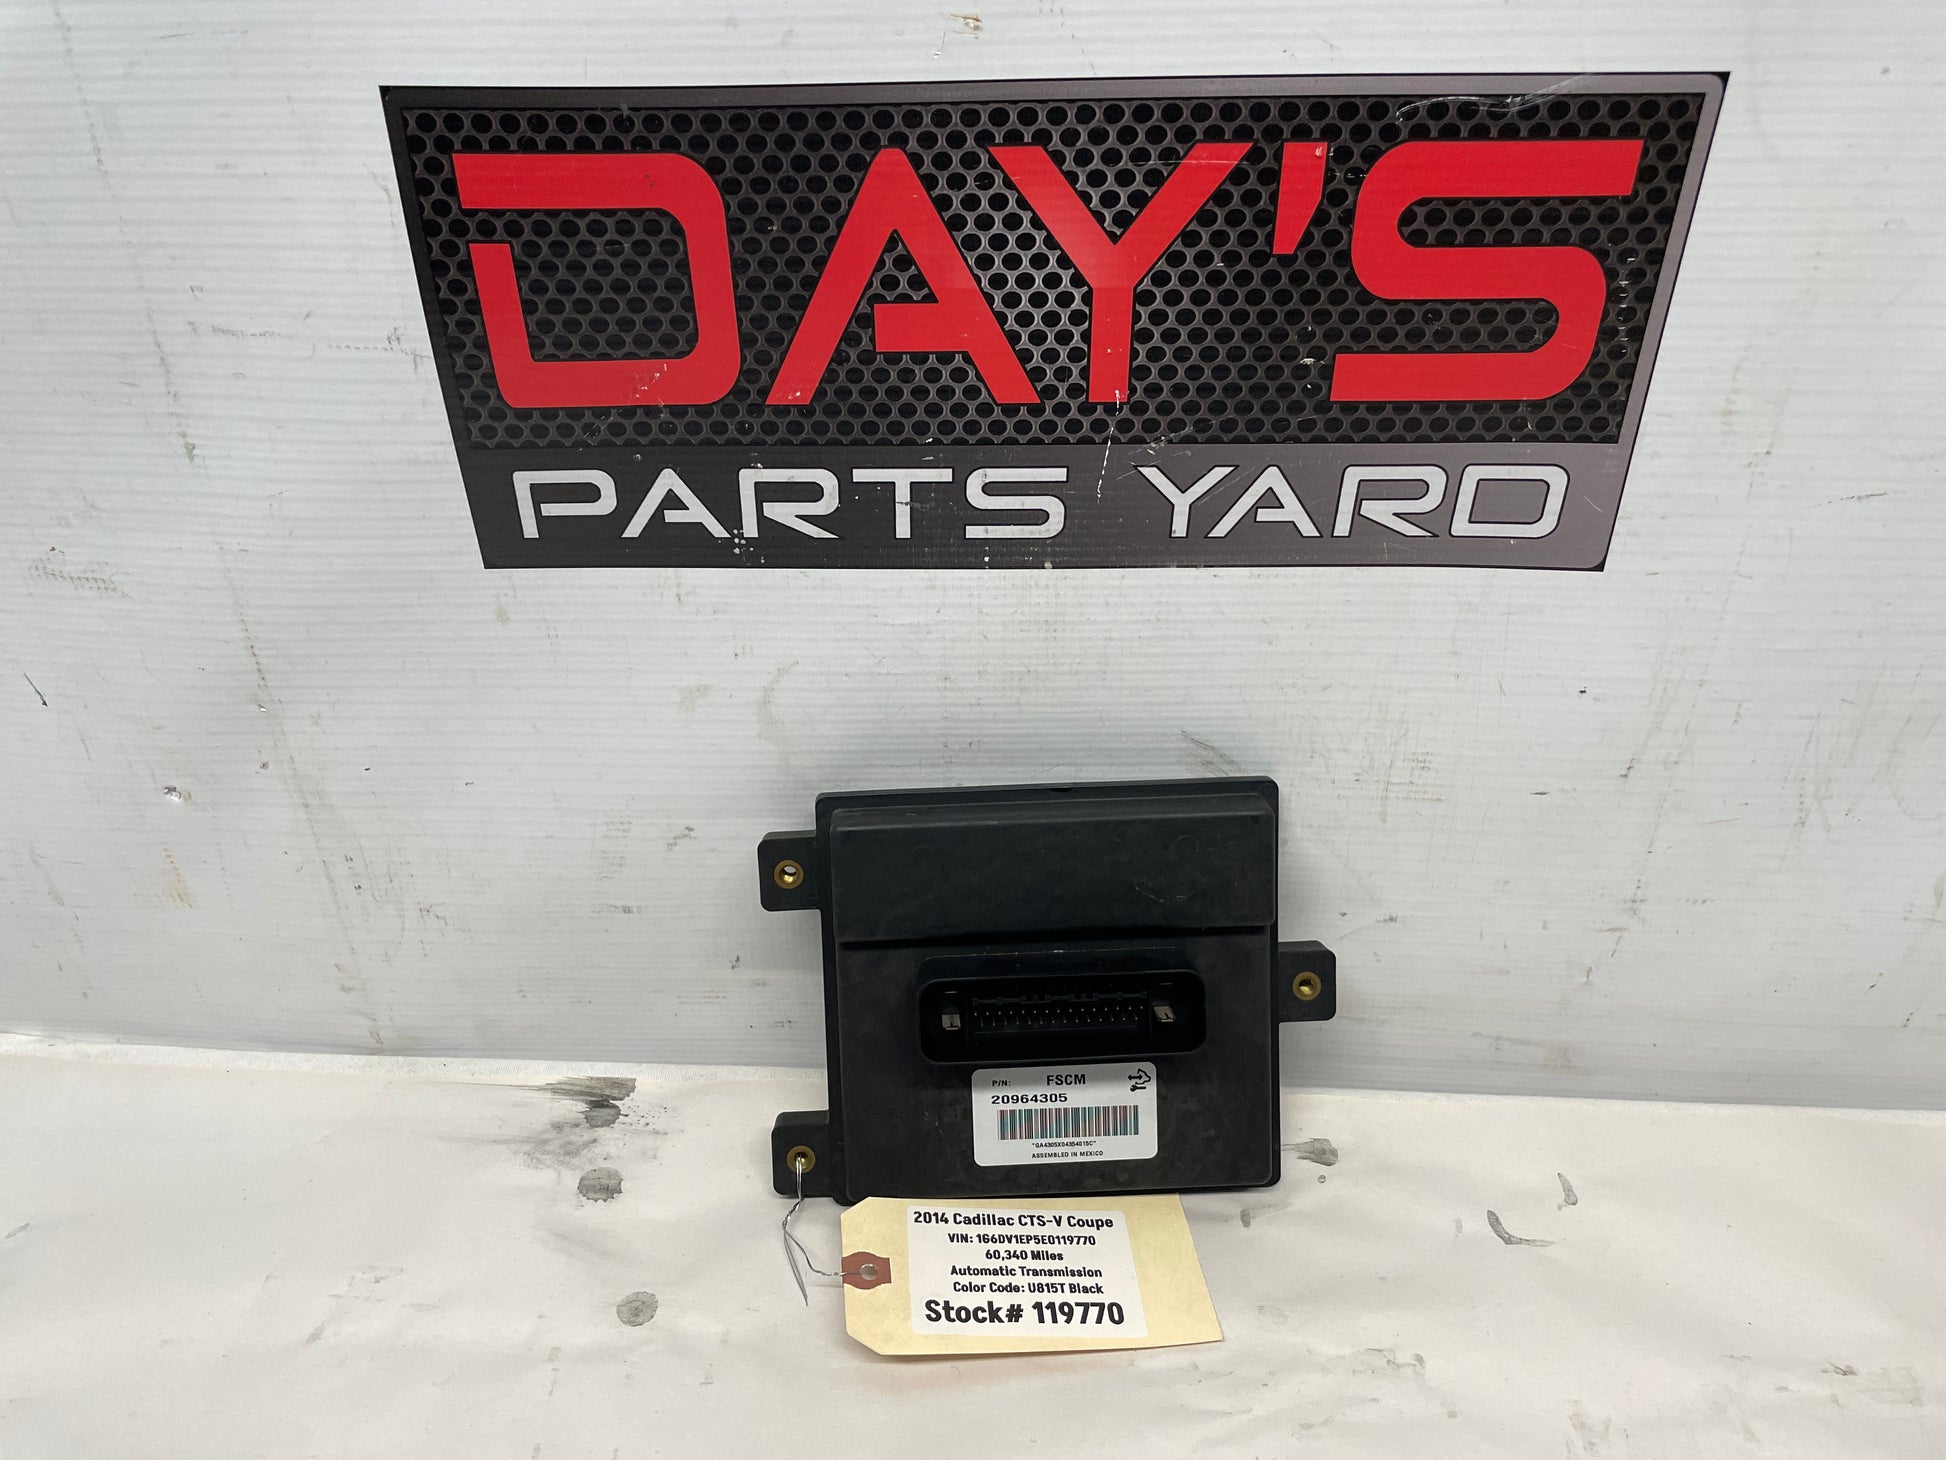 DAY'S
PARTS YARD
P/N: FSCM
20964305
*GA4305X04354015C*
ASSEMBLED IN MEXICO
2014 Cadillac CTS-V Coupe
VIN: 1G6DV1EP5E0119770
60,340 Miles
Automatic Transmission
Color Code: U815T Black
Stock# 119770